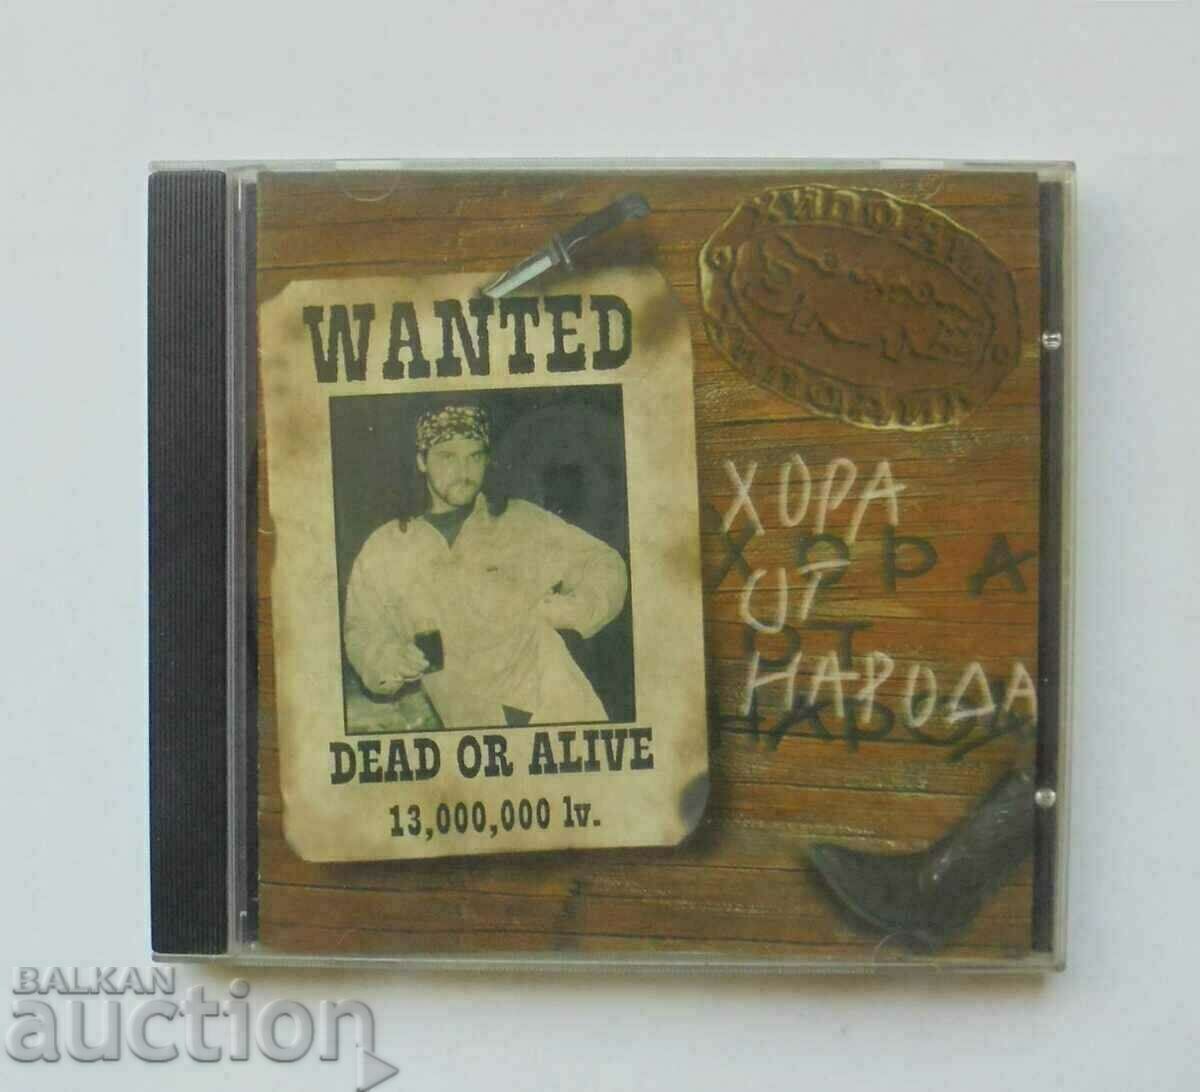 WANTED
DEAD OR ALIVE
13,000,000 lv.
ХОРА
ОТ
НАРОДА
ХОРА
ОТ
НАРОДА
BALKAN
auction